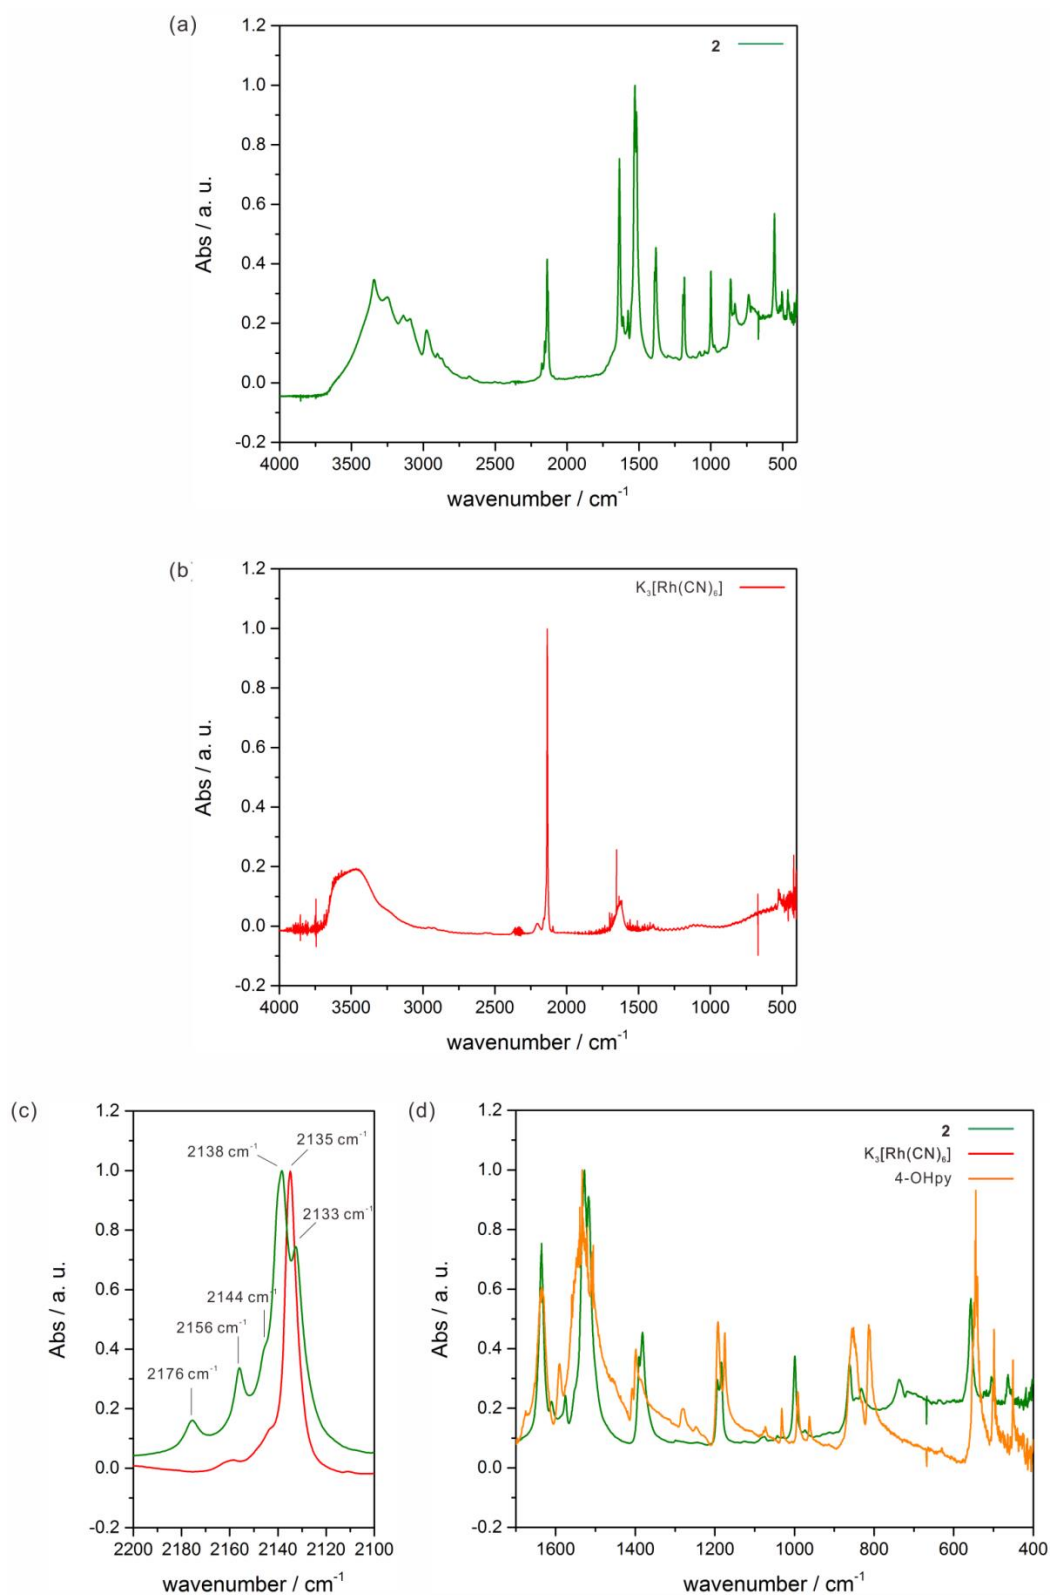 (a)
2
1.2
1.0
0.8
0.6
0.4
0.2
0.0
-0.2
Abs / a. u.
4000 3500 3000 2500 2000 1500 1000 500
wavenumber / cm⁻¹
(b)
K₃[Rh(CN)₆]
1.2
1.0
0.8
0.6
0.4
0.2
0.0
-0.2
Abs / a. u.
4000 3500 3000 2500 2000 1500 1000 500
wavenumber / cm⁻¹
(c)
1.2
1.0
0.8
0.6
0.4
0.2
0.0
-0.2
Abs / a. u.
2138 cm⁻¹
2135 cm⁻¹
2133 cm⁻¹
2144 cm⁻¹
2156 cm⁻¹
2176 cm⁻¹
2200 2180 2160 2140 2120 2100
wavenumber / cm⁻¹
(d)
2
K₃[Rh(CN)₆]
4-OHpy
1.2
1.0
0.8
0.6
0.4
0.2
0.0
-0.2
Abs / a. u.
1600 1400 1200 1000 800 600 400
wavenumber / cm⁻¹